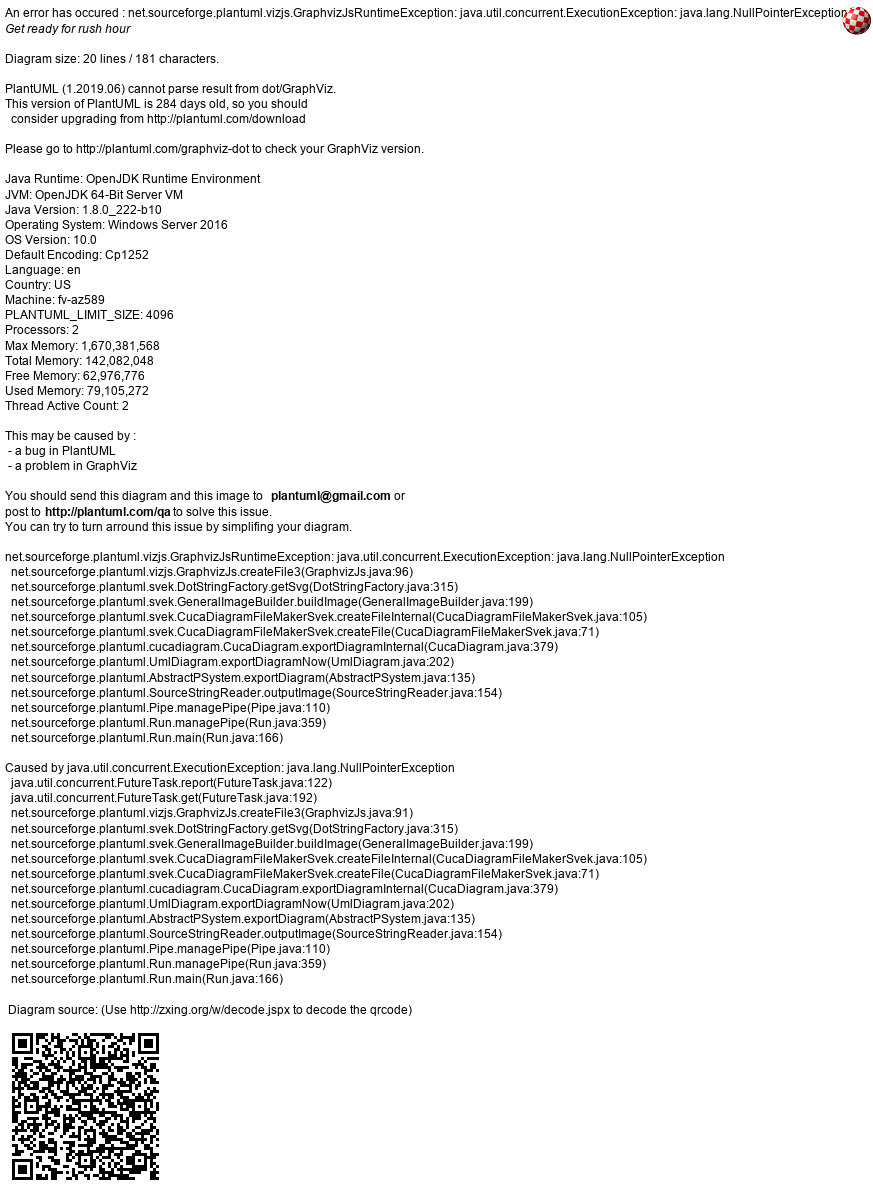 An error has occured : net.sourceforge.plantuml.vizjs.GraphvizJsRuntimeException: java.util.concurrent.ExecutionException: java.lang.NullPointerException
Get ready for rush hour
Diagram size: 20 lines / 181 characters.
PlantUML (1.2019.06) cannot parse result from dot/GraphViz.
This version of PlantUML is 284 days old, so you should
consider upgrading from http://plantuml.com/download
Please go to http://plantuml.com/graphviz-dot to check your GraphViz version.
Java Runtime: OpenJDK Runtime Environment
JVM: OpenJDK 64-Bit Server VM
Java Version: 1.8.0_222-b10
Operating System: Windows Server 2016
OS Version: 10.0
Default Encoding: Cp1252
Language: en
Country: US
Machine: fv-az589
PLANTUML_LIMIT_SIZE: 4096
Processors: 2
Max Memory: 1,670,381,568
Total Memory: 142,082,048
Free Memory: 62,976,776
Used Memory: 79,105,272
Thread Active Count: 2
This may be caused by :
- a bug in PlantUML
- a problem in GraphViz
You should send this diagram and this image to plantuml@gmail.com or
post to http://plantuml.com/qa to solve this issue.
You can try to turn arround this issue by simplifing your diagram.
net.sourceforge.plantuml.vizjs.GraphvizJsRuntimeException: java.util.concurrent.ExecutionException: java.lang.NullPointerException
net.sourceforge.plantuml.vizjs.GraphvizJs.createFile3(GraphvizJs.java:96)
net.sourceforge.plantuml.svek.DotStringFactory.getSvg(DotStringFactory.java:315)
net.sourceforge.plantuml.svek.GeneralImageBuilder.buildImage(GeneralImageBuilder.java:199)
net.sourceforge.plantuml.svek.CucaDiagramFileMakerSvek.createFileInternal(CucaDiagramFileMakerSvek.java:105)
net.sourceforge.plantuml.svek.CucaDiagramFileMakerSvek.createFile(CucaDiagramFileMakerSvek.java:71)
net.sourceforge.plantuml.cucadiagram.CucaDiagram.exportDiagramInternal(CucaDiagram.java:379)
net.sourceforge.plantuml.UmlDiagram.exportDiagramNow(UmlDiagram.java:202)
net.sourceforge.plantuml.AbstractPSystem.exportDiagram(AbstractPSystem.java:135)
net.sourceforge.plantuml.SourceStringReader.outputImage(SourceStringReader.java:154)
net.sourceforge.plantuml.Pipe.managePipe(Pipe.java:110)
net.sourceforge.plantuml.Run.managePipe(Run.java:359)
net.sourceforge.plantuml.Run.main(Run.java:166)
Caused by java.util.concurrent.ExecutionException: java.lang.NullPointerException
java.util.concurrent.FutureTask.report(FutureTask.java:122)
java.util.concurrent.FutureTask.get(FutureTask.java:192)
net.sourceforge.plantuml.vizjs.GraphvizJs.createFile3(GraphvizJs.java:91)
net.sourceforge.plantuml.svek.DotStringFactory.getSvg(DotStringFactory.java:315)
net.sourceforge.plantuml.svek.GeneralImageBuilder.buildImage(GeneralImageBuilder.java:199)
net.sourceforge.plantuml.svek.CucaDiagramFileMakerSvek.createFileInternal(CucaDiagramFileMakerSvek.java:105)
net.sourceforge.plantuml.svek.CucaDiagramFileMakerSvek.createFile(CucaDiagramFileMakerSvek.java:71)
net.sourceforge.plantuml.cucadiagram.CucaDiagram.exportDiagramInternal(CucaDiagram.java:379)
net.sourceforge.plantuml.UmlDiagram.exportDiagramNow(UmlDiagram.java:202)
net.sourceforge.plantuml.AbstractPSystem.exportDiagram(AbstractPSystem.java:135)
net.sourceforge.plantuml.SourceStringReader.outputImage(SourceStringReader.java:154)
net.sourceforge.plantuml.Pipe.managePipe(Pipe.java:110)
net.sourceforge.plantuml.Run.managePipe(Run.java:359)
net.sourceforge.plantuml.Run.main(Run.java:166)
Diagram source: (Use http://zxing.org/w/decode.jspx to decode the qrcode)